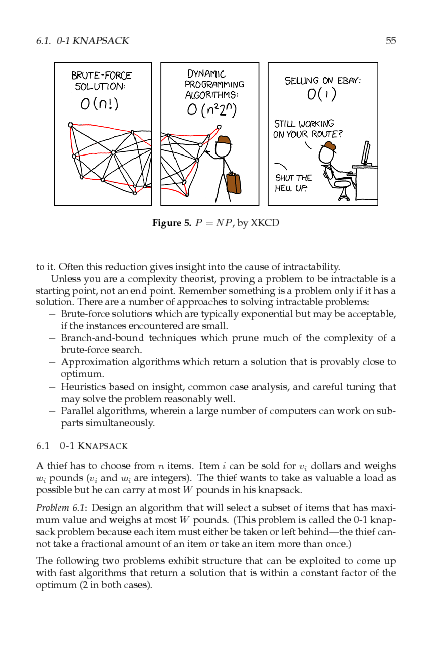 6.1. 0-1 KNAPSACK 55
BRUTE-FORCE
SOLUTION:
O(n!)
DYNAMIC
PROGRAMMING
ALGORITHMS:
O(n²2ⁿ)
SELLING ON EBAY:
O(1)
STILL WORKING
ON YOUR ROUTE?
SHUT THE
HELL UP.
Figure 5. P = NP, by XKCD
to it. Often this reduction gives insight into the cause of intractability.
Unless you are a complexity theorist, proving a problem to be intractable is a
starting point, not an end point. Remember something is a problem only if it has a
solution. There are a number of approaches to solving intractable problems:
– Brute-force solutions which are typically exponential but may be acceptable,
if the instances encountered are small.
– Branch-and-bound techniques which prune much of the complexity of a
brute-force search.
– Approximation algorithms which return a solution that is provably close to
optimum.
– Heuristics based on insight, common case analysis, and careful tuning that
may solve the problem reasonably well.
– Parallel algorithms, wherein a large number of computers can work on sub-
parts simultaneously.
6.1 0-1 KNAPSACK
A thief has to choose from n items. Item i can be sold for vᵢ dollars and weighs
wᵢ pounds (vᵢ and wᵢ are integers). The thief wants to take as valuable a load as
possible but he can carry at most W pounds in his knapsack.
Problem 6.1: Design an algorithm that will select a subset of items that has maxi-
mum value and weighs at most W pounds. (This problem is called the 0-1 knap-
sack problem because each item must either be taken or left behind—the thief can-
not take a fractional amount of an item or take an item more than once.)
The following two problems exhibit structure that can be exploited to come up
with fast algorithms that return a solution that is within a constant factor of the
optimum (2 in both cases).